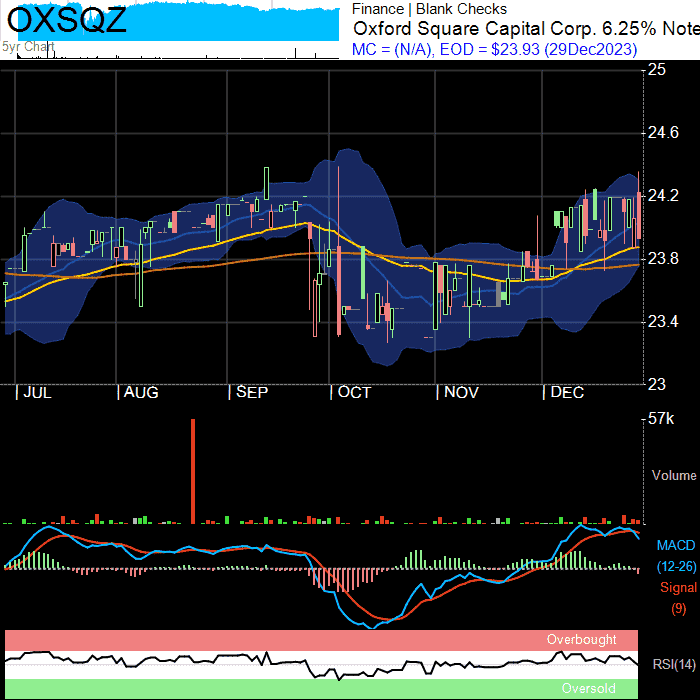 OXSQZ
5yr Chart
Finance | Blank Checks
Oxford Square Capital Corp. 6.25% Note
MC = (N/A), EOD = $23.93 (29Dec2023)
25
24.6
24.2
23.8
23.4
23
| JUL | AUG | SEP | OCT | NOV | DEC
57k
Volume
MACD
(12-26)
Signal
(9)
Overbought
RSI(14)
Oversold